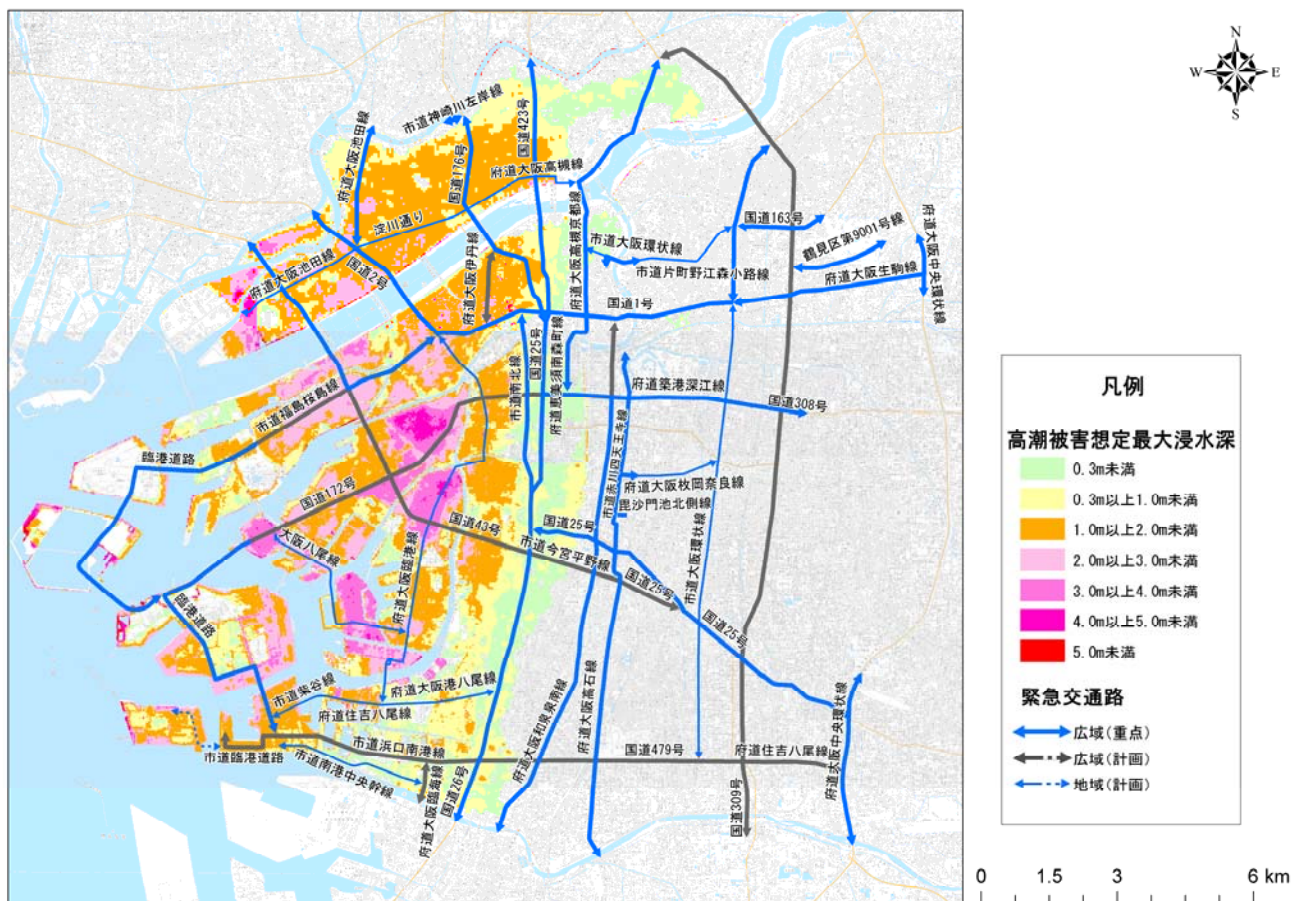 N
W
E
S
市道神崎川左岸線
府道大阪池田線
国道176号
国道423号
府道大阪高槻線
淀川通り
府道大阪池田線
国道2号
府道大阪伊丹線
市道大阪環状線
国道163号
鶴見区第9001号線
府道大阪中央環状線
市道片町野江森小路線
府道大阪高槻京都線
府道大阪生駒線
国道1号
国道25号
市道南北線
府道恵美須南森町線
府道築港深江線
国道308号
市道福島桜島線
臨港道路
国道172号
市道赤川四天王寺線
府道大阪枚岡奈良線
毘沙門池北側線
国道43号
国道25号
市道今宮平野線
国道25号
市道大阪環状線
国道25号
大阪八尾線
府道大阪臨港線
臨港道路
市道柴谷線
府道大阪港八尾線
府道住吉八尾線
府道大阪和泉泉南線
府道大阪高石線
府道大阪中央環状線
市道浜口南港線
国道479号
府道住吉八尾線
市道臨港道路
市道南港中央幹線
府道大阪臨海線
国道26号
国道309号
凡例
高潮被害想定最大浸水深
0.3m未満
0.3m以上1.0m未満
1.0m以上2.0m未満
2.0m以上3.0m未満
3.0m以上4.0m未満
4.0m以上5.0m未満
5.0m未満
緊急交通路
広域(重点)
広域(計画)
地域(計画)
0 1.5 3 6 km